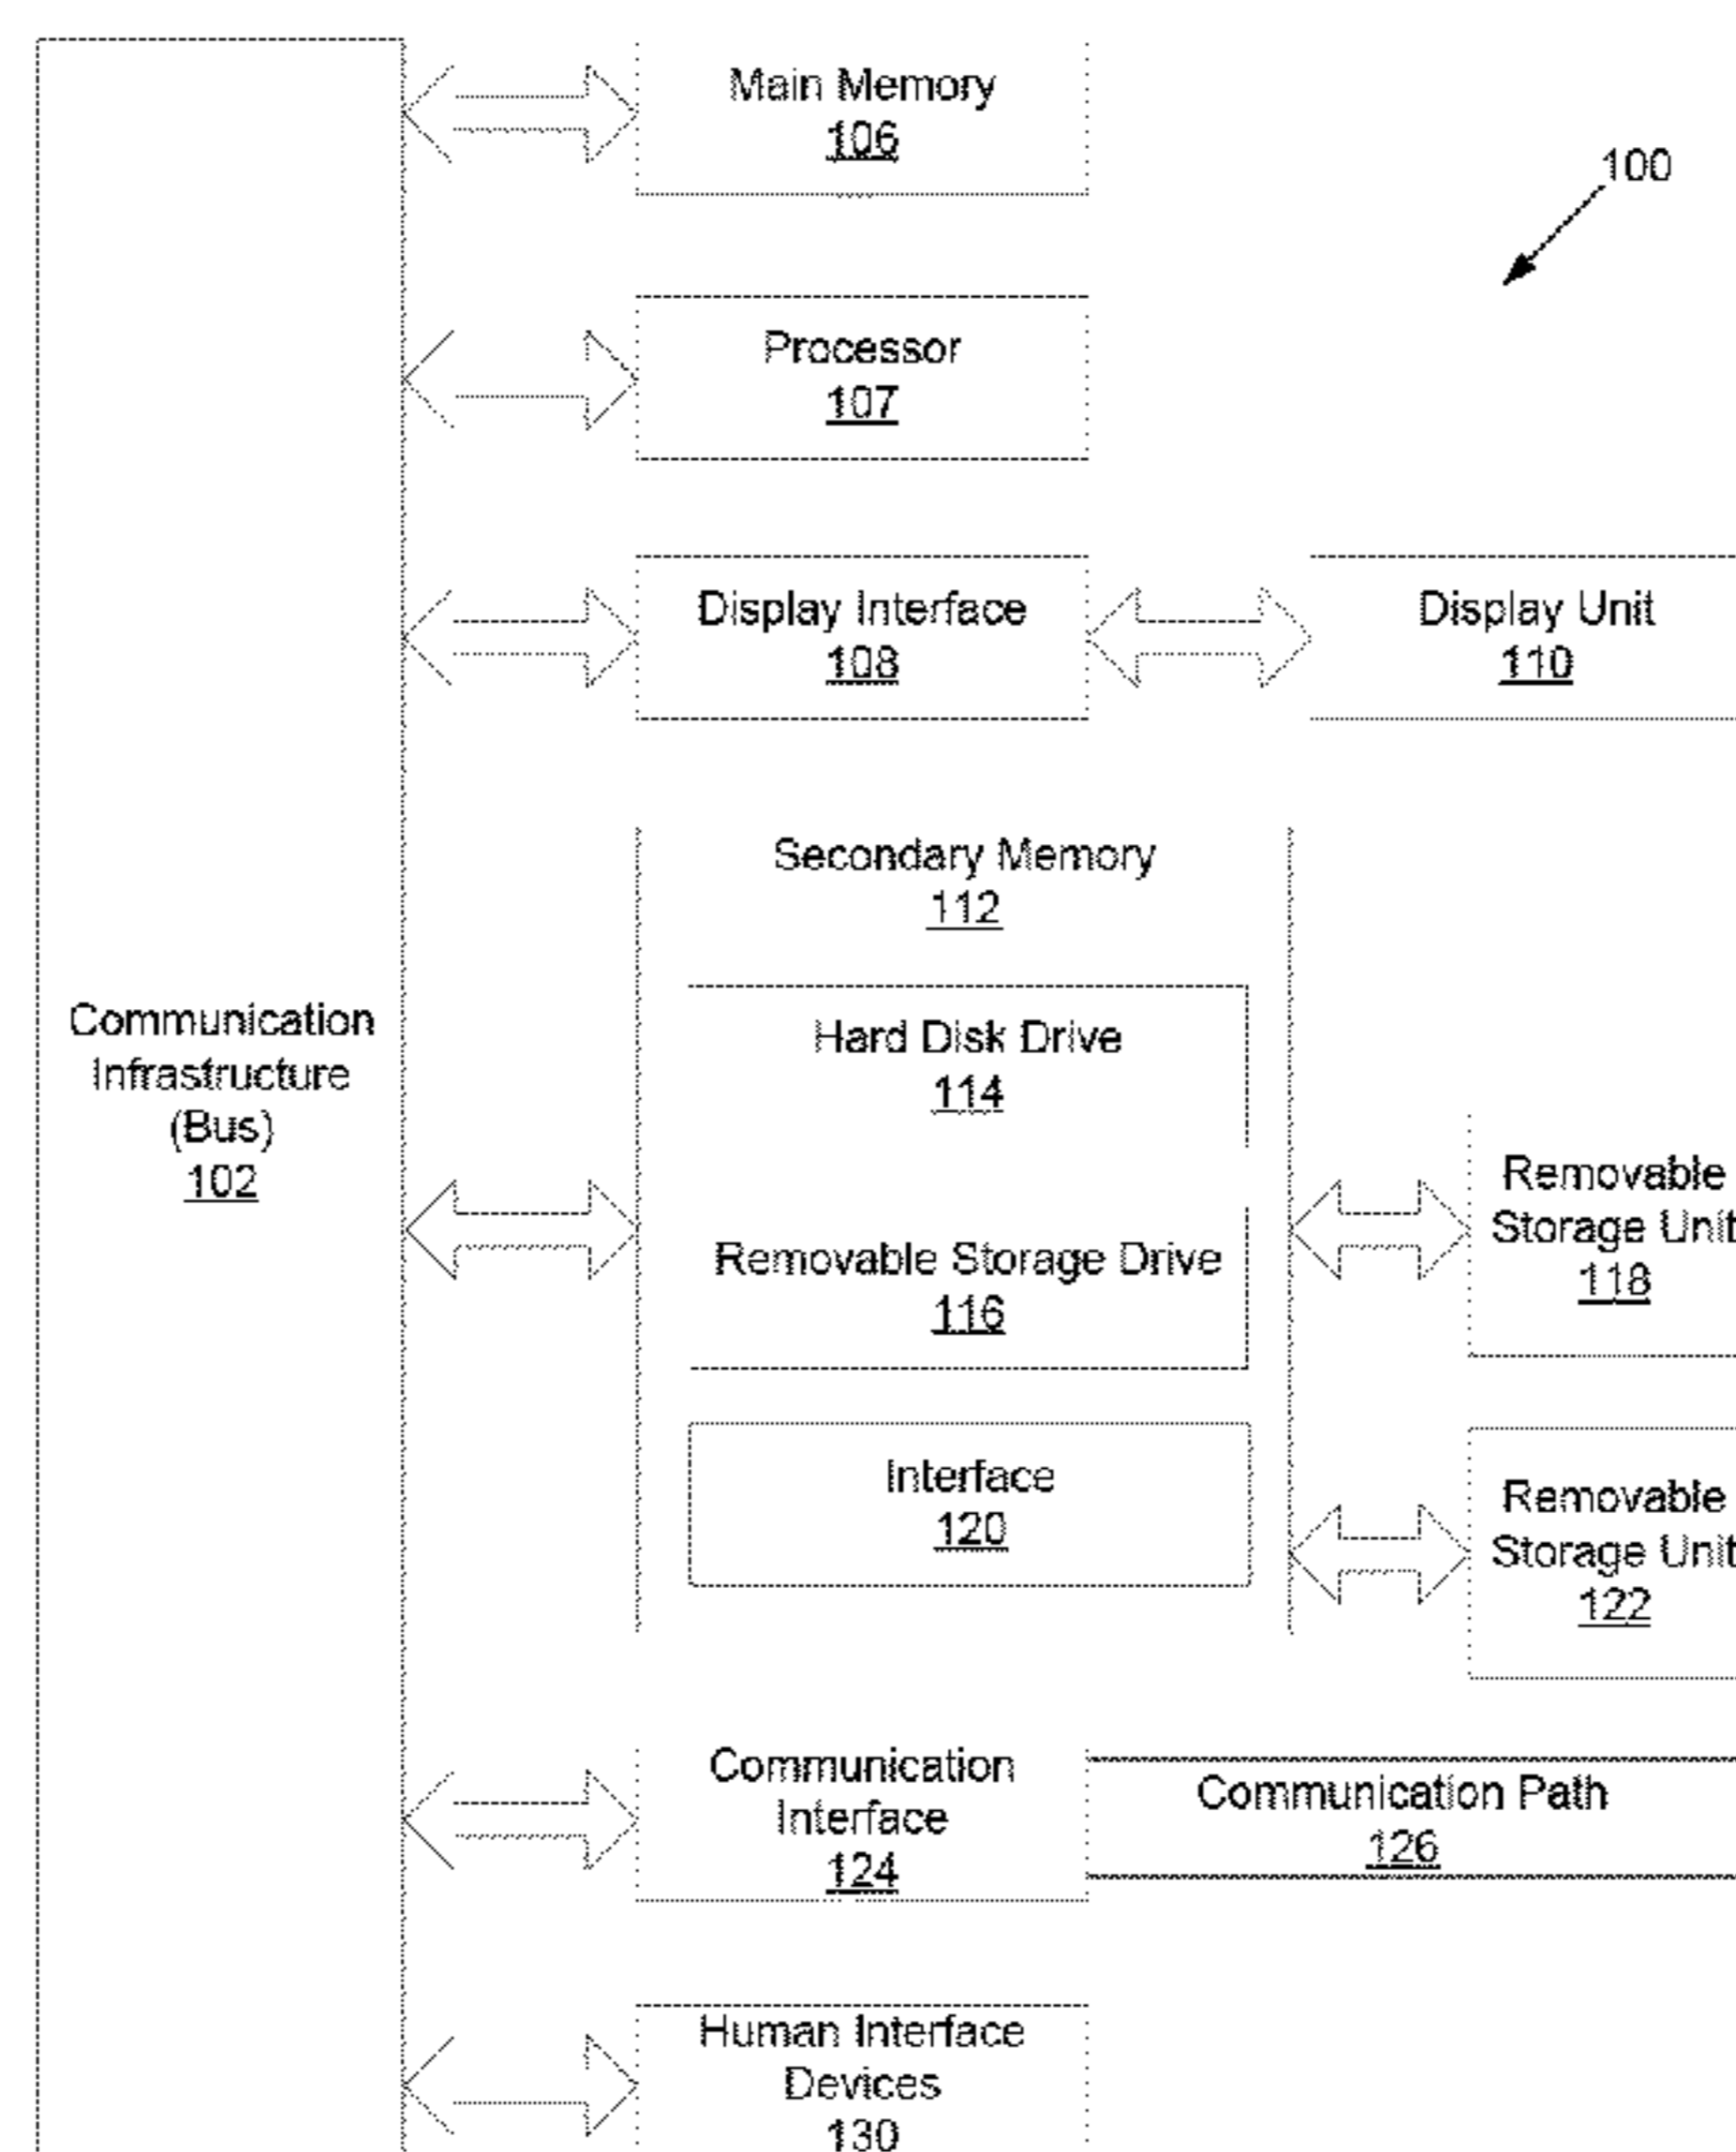 Main Memory
106
100
Processor
107
Display Interface
108
Display Unit
110
Secondary Memory
112
Hard Disk Drive
114
Communication
Infrastructure
(Bus)
102
Removable Storage Drive
116
Removable
Storage Unit
118
Interface
120
Removable
Storage Unit
122
Communication
Interface
124
Communication Path
126
Human Interface
Devices
130